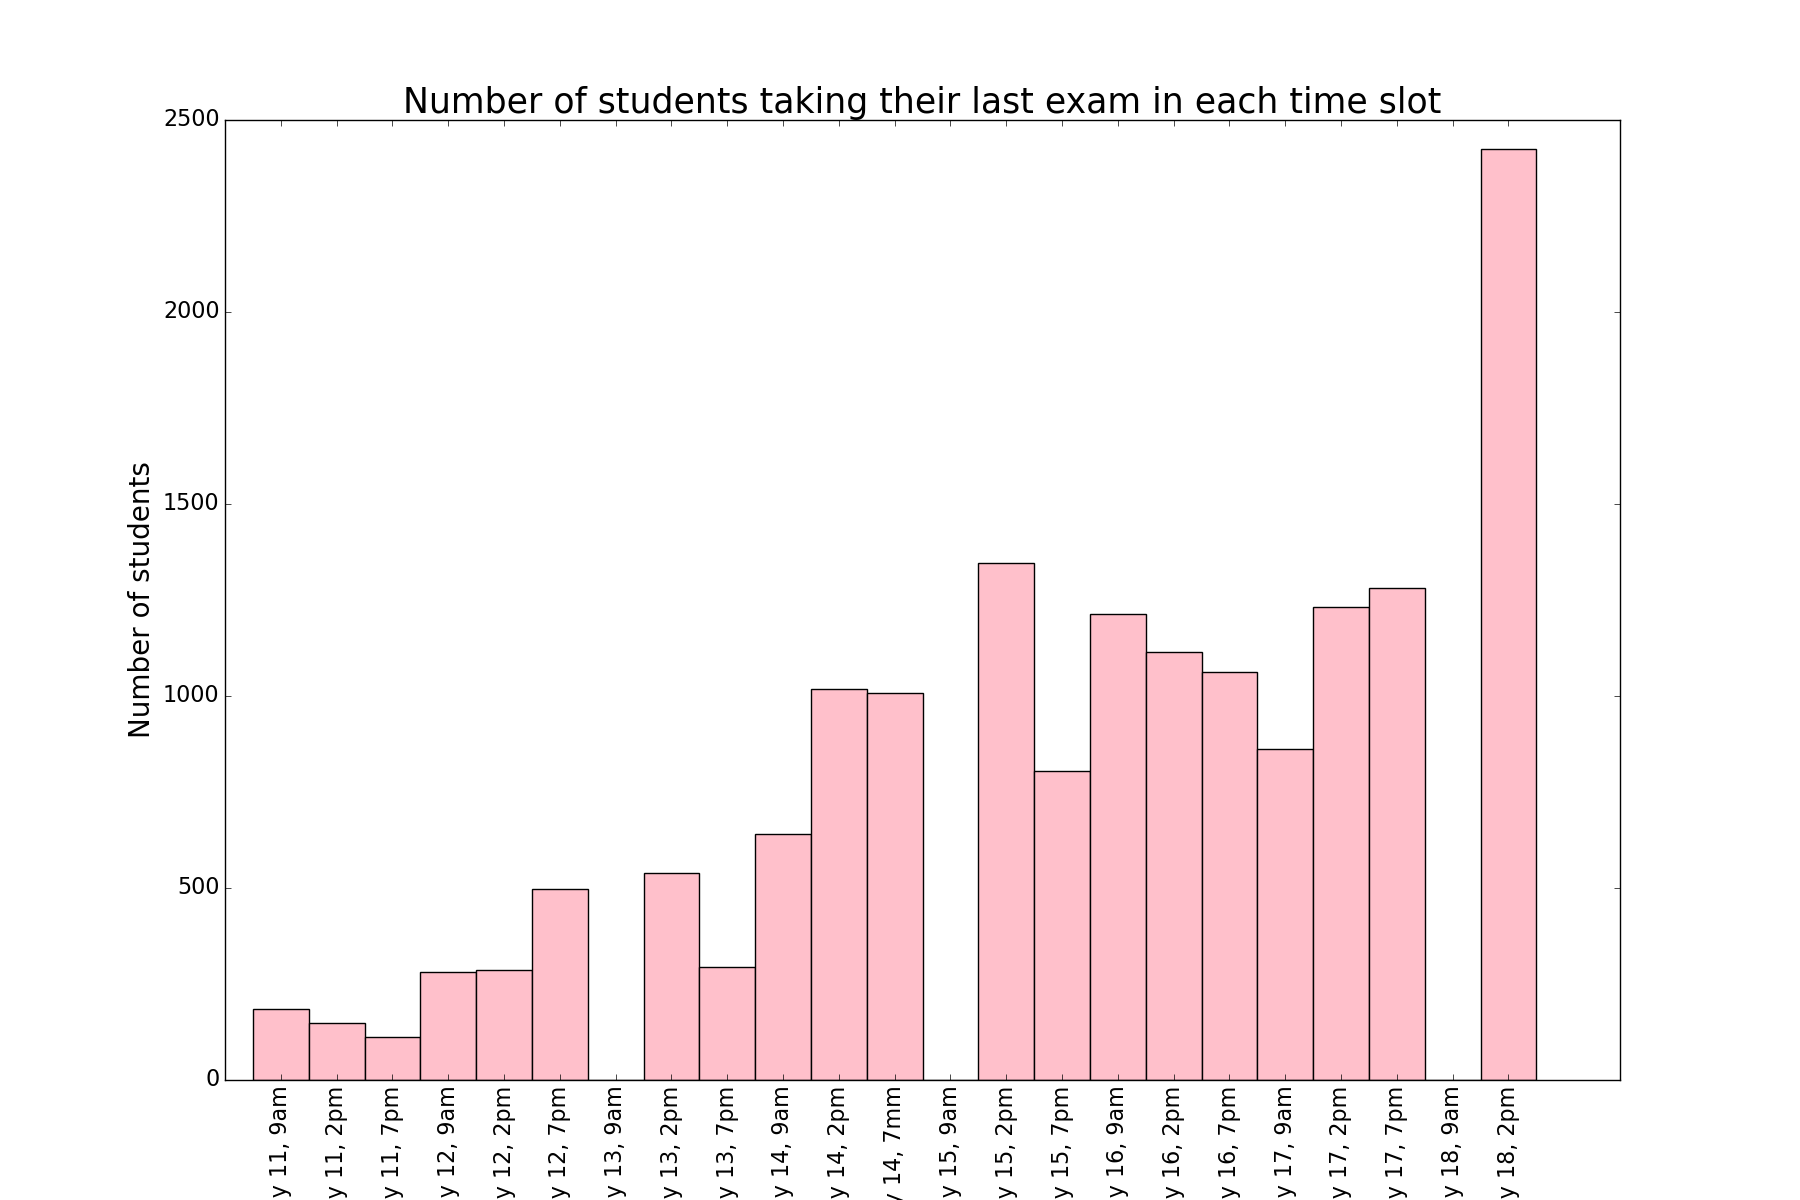 Number of students taking their last exam in each time slot
Number of students
2500
2000
1500
1000
500
0
y 11, 9am
y 11, 2pm
y 11, 7pm
y 12, 9am
y 12, 2pm
y 12, 7pm
y 13, 9am
y 13, 2pm
y 13, 7pm
y 14, 9am
y 14, 2pm
y 14, 7mm
y 15, 9am
y 15, 2pm
y 15, 7pm
y 16, 9am
y 16, 2pm
y 16, 7pm
y 17, 9am
y 17, 2pm
y 17, 7pm
y 18, 9am
y 18, 2pm